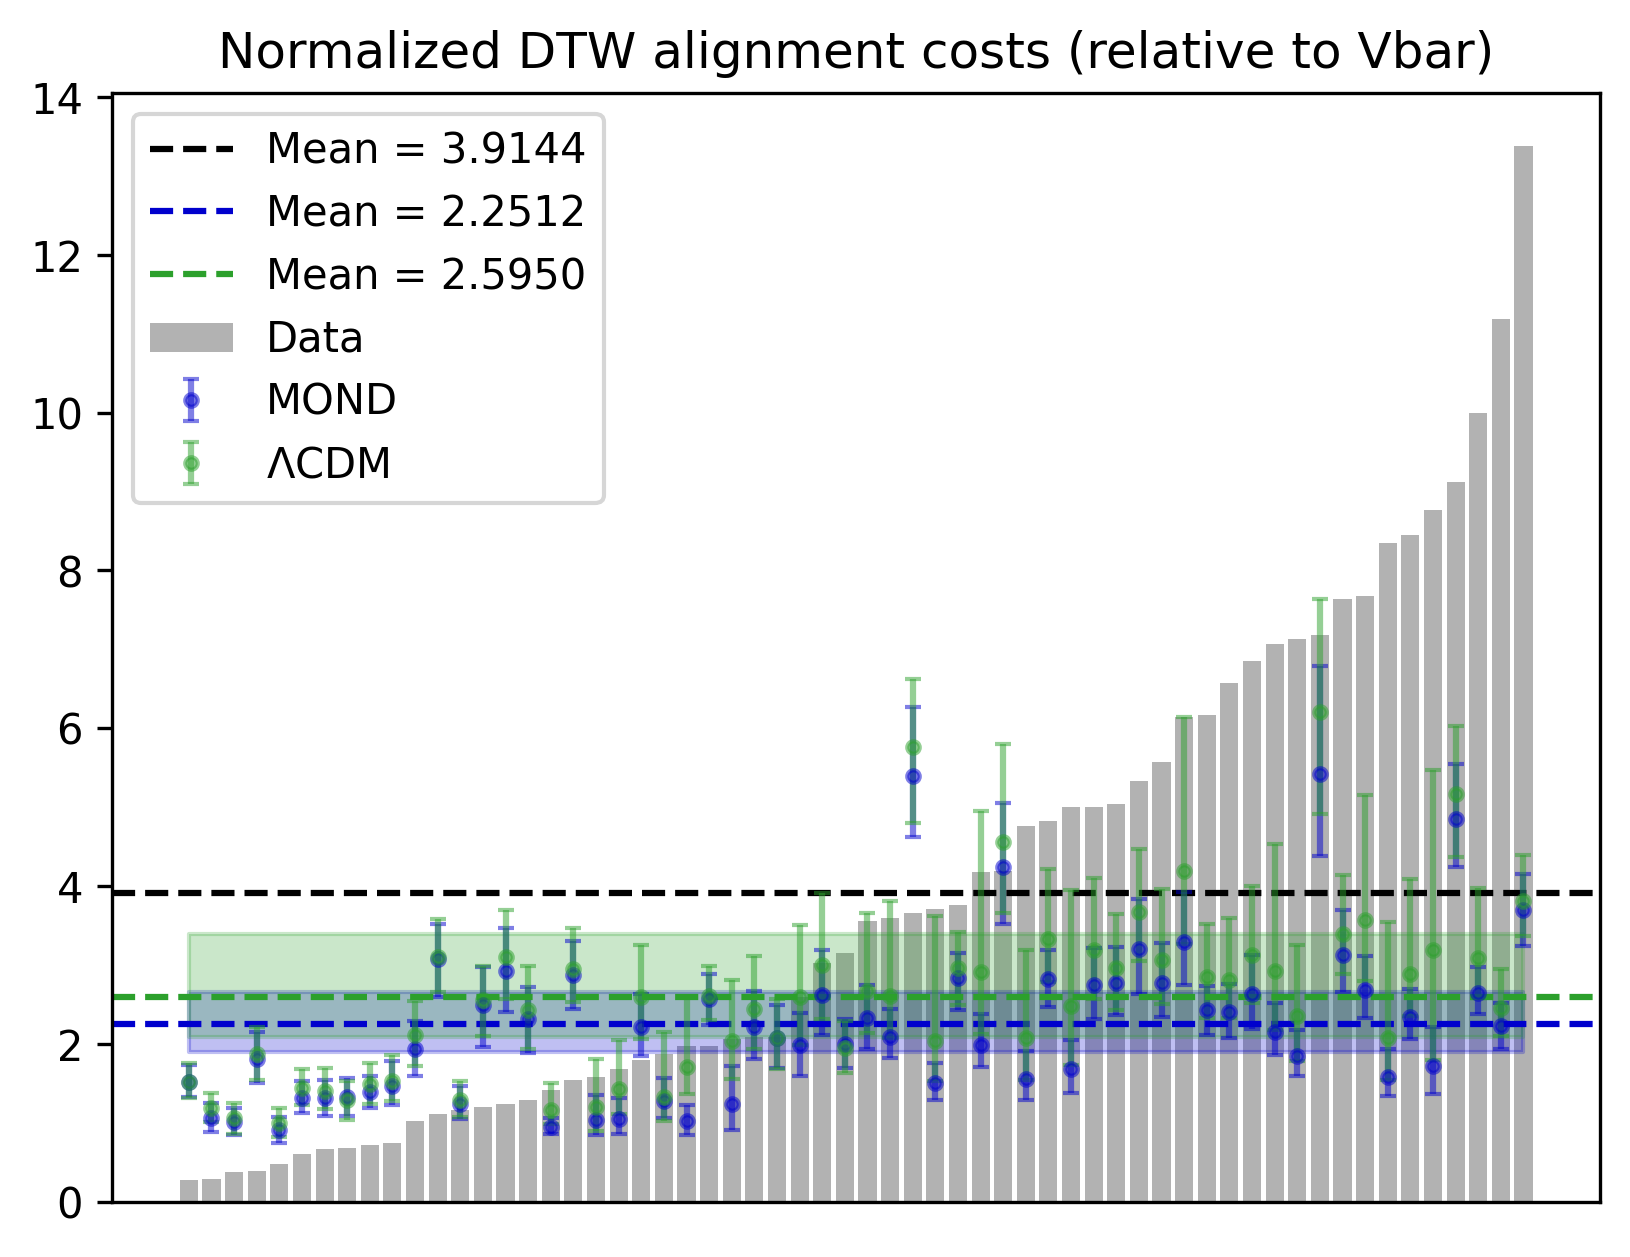 Normalized DTW alignment costs (relative to Vbar)
14
12
10
8
6
4
2
0
Mean = 3.9144
Mean = 2.2512
Mean = 2.5950
Data
MOND
ΛCDM